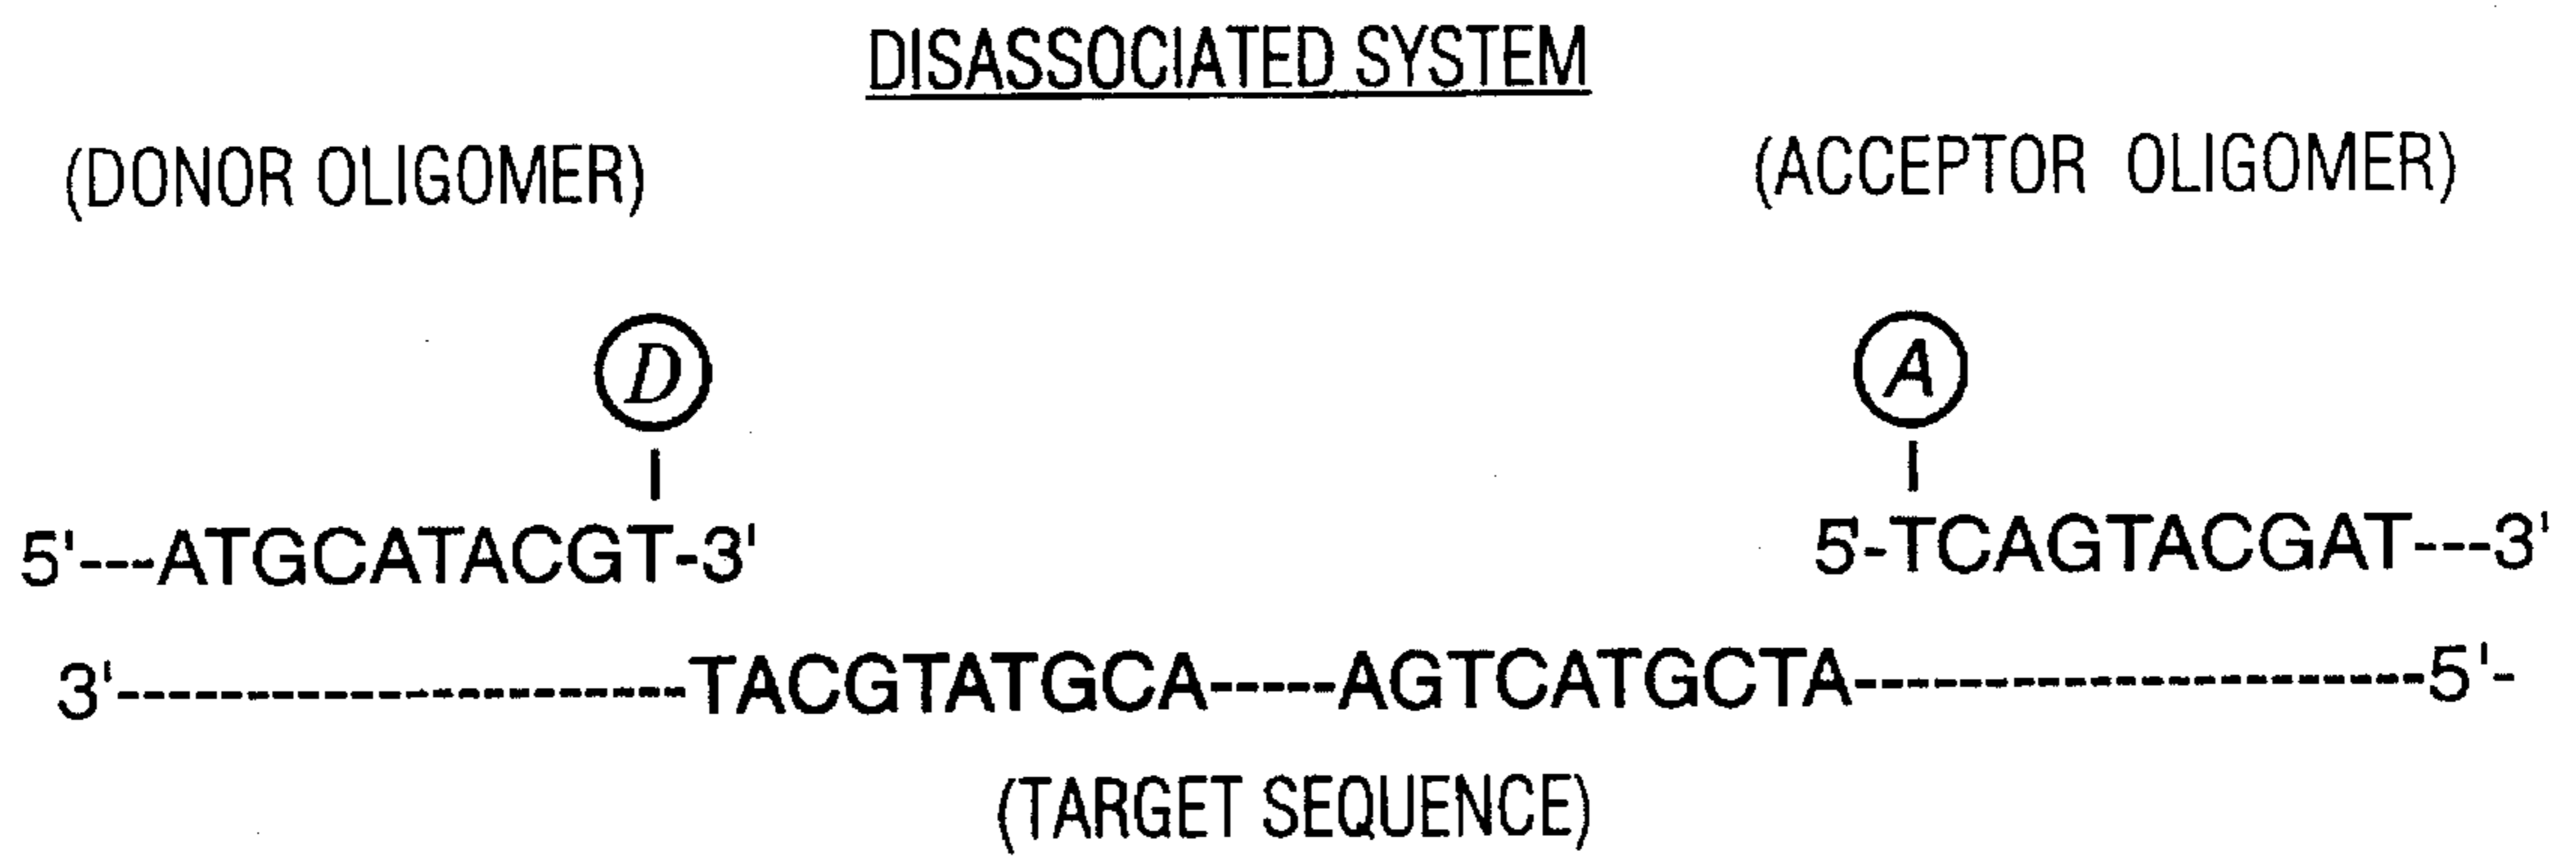 DISASSOCIATED SYSTEM
(DONOR OLIGOMER) (ACCEPTOR OLIGOMER)
D A
5'---ATGCATACGT-3' 5'-TCAGTACGAT---3'
3'--------------------TACGTATGCA-----AGTCATGCTA--------------------5'-
(TARGET SEQUENCE)